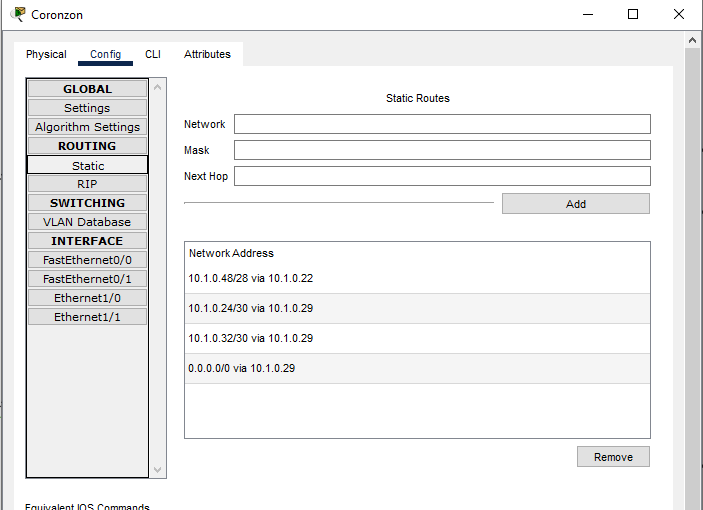 Coronzon
Physical Config CLI Attributes
GLOBAL
Settings
Algorithm Settings
ROUTING
Static
RIP
SWITCHING
VLAN Database
INTERFACE
FastEthernet0/0
FastEthernet0/1
Ethernet1/0
Ethernet1/1
Static Routes
Network
Mask
Next Hop
Add
Network Address
10.1.0.48/28 via 10.1.0.22
10.1.0.24/30 via 10.1.0.29
10.1.0.32/30 via 10.1.0.29
0.0.0.0/0 via 10.1.0.29
Remove
Equivalent IOS Commands